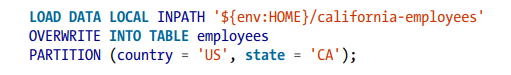 LOAD DATA LOCAL INPATH '${env:HOME}/california-employees'
OVERWRITE INTO TABLE employees
PARTITION (country = 'US', state = 'CA');